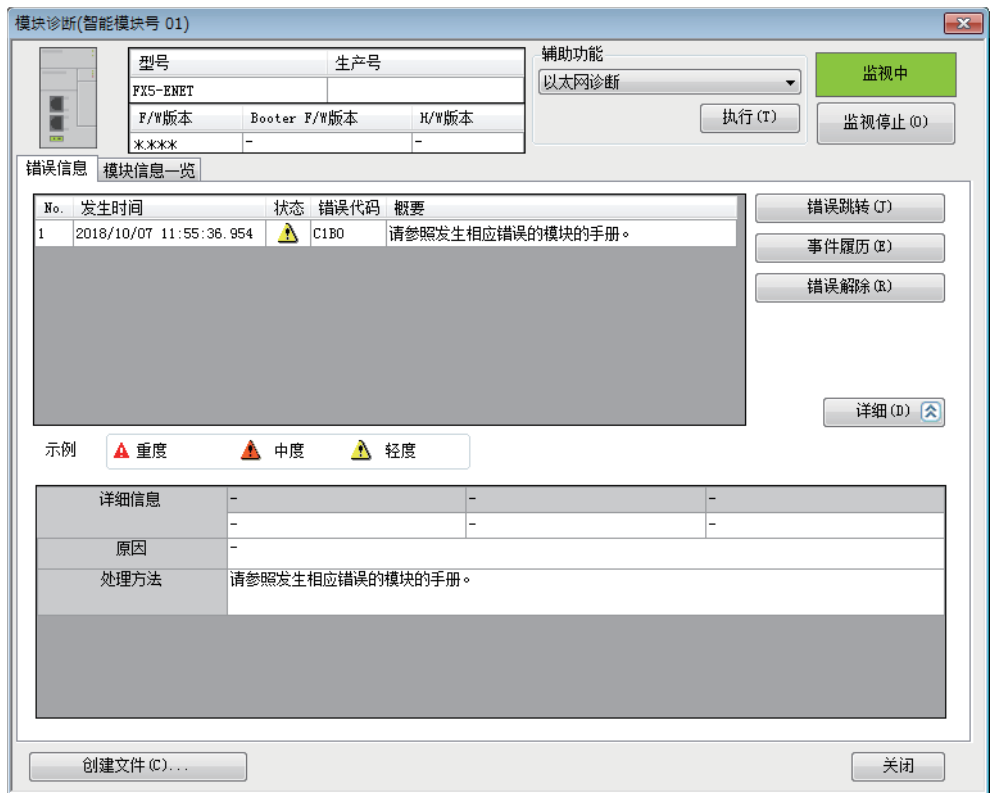 模块诊断(智能模块号 01)
型号 生产号
FX5-ENET
F/W版本 Booter F/W版本 H/W版本
*.*** - -
辅助功能
以太网诊断
执行(T)
监视中
监视停止(O)
错误信息 模块信息一览
No. 发生时间 状态 错误代码 概要
1 2018/10/07 11:55:36.954 C1B0 请参照发生相应错误的模块的手册。
错误跳转(J)
事件履历(E)
错误解除(R)
详细(D)
示例 重度 中度 轻度
详细信息 - - -
- - -
原因 -
处理方法 请参照发生相应错误的模块的手册。
创建文件(C)... 关闭